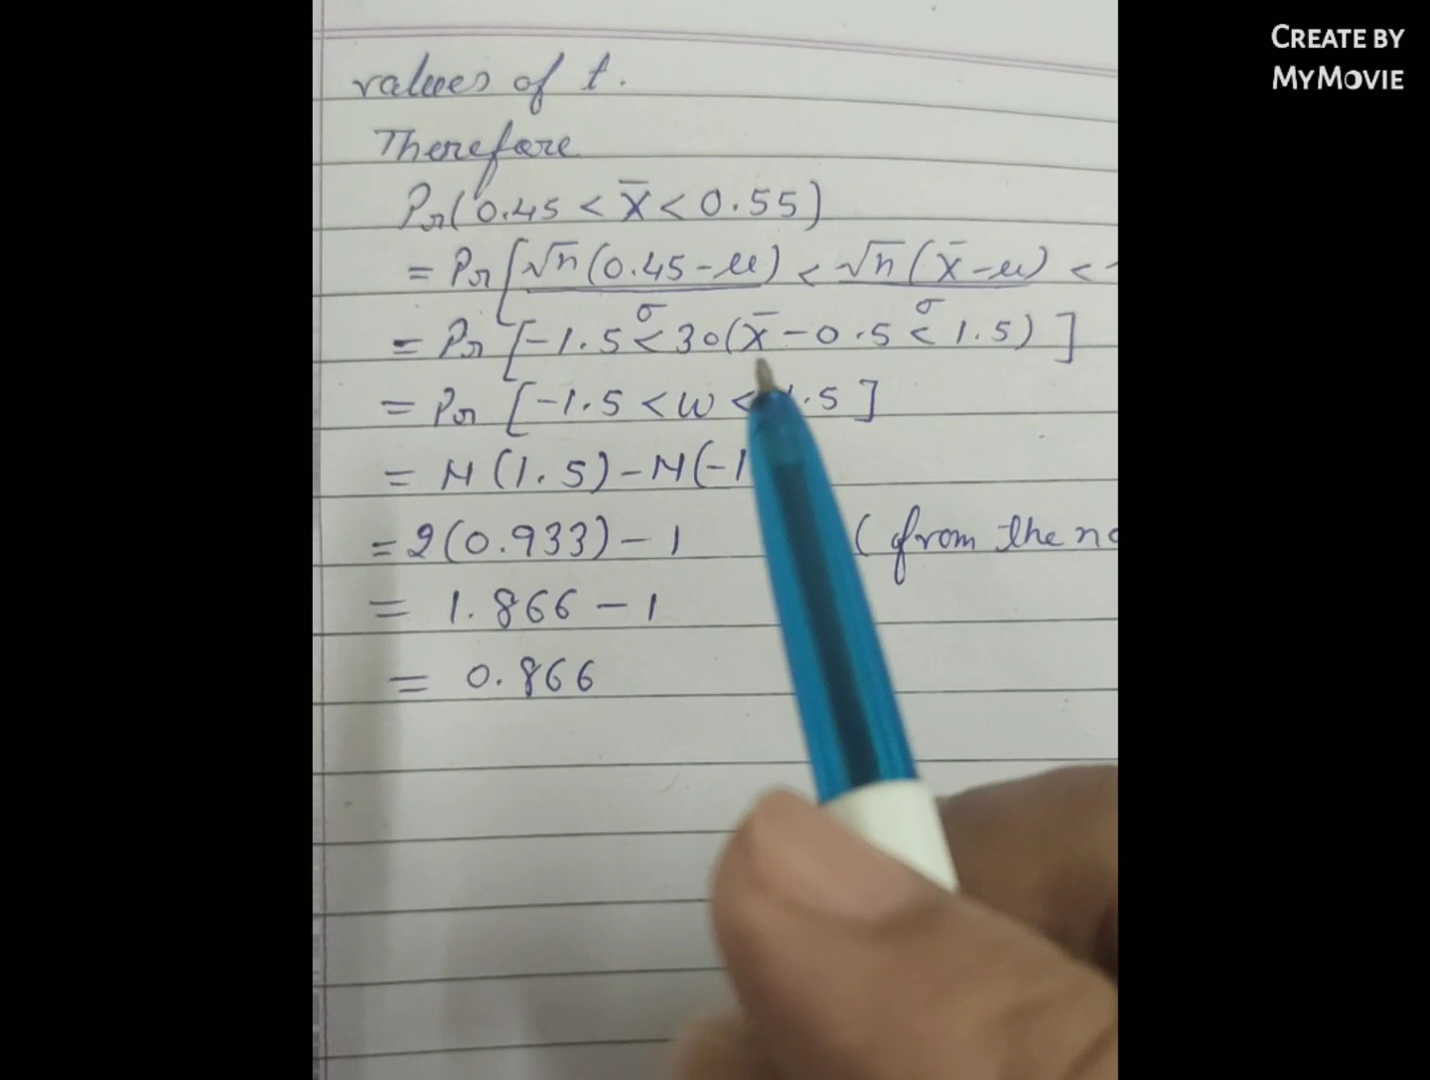 CREATE BY
MYMOVIE
values of t.
Therefore
Pr(0.45 < x̄ < 0.55)
= Pr[√n(0.45-μ)/σ < √n(x̄-μ)/σ <
= Pr [-1.5 < 30(x̄ - 0.5 < 1.5)]
= Pr [-1.5 < W < 1.5]
= N(1.5) - N(-1
= 2(0.933) - 1 (from the
= 1.866 - 1
= 0.866